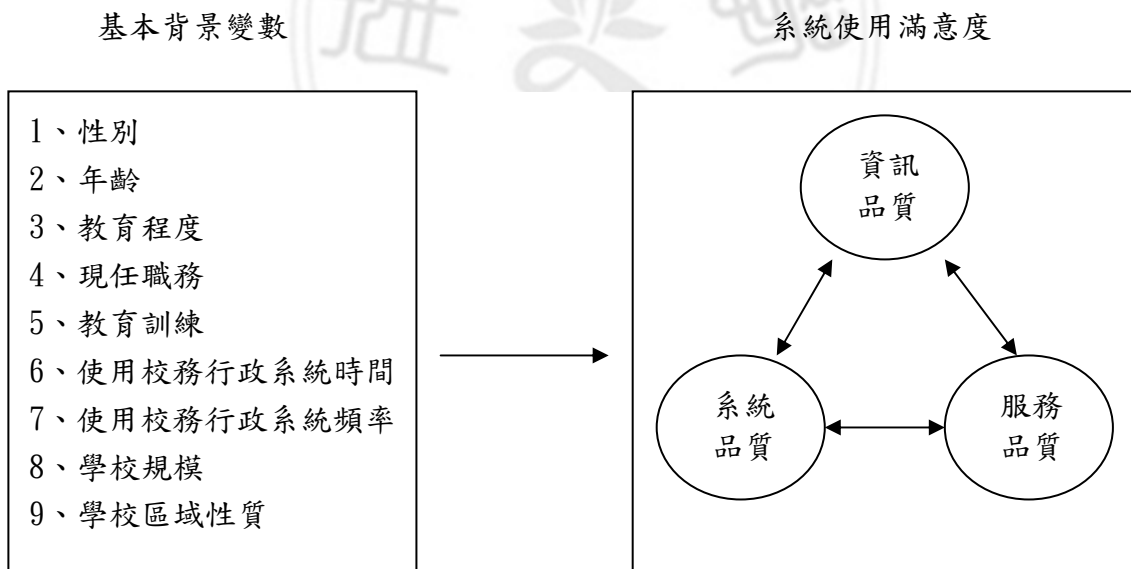 基本背景變數
系統使用滿意度
1、性別
2、年齡
3、教育程度
4、現任職務
5、教育訓練
6、使用校務行政系統時間
7、使用校務行政系統頻率
8、學校規模
9、學校區域性質
資訊
品質
系統
品質
服務
品質